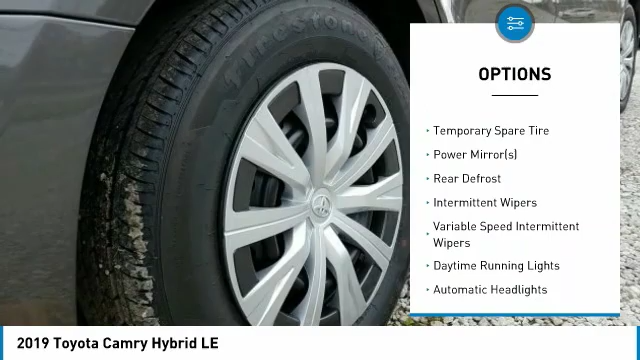 Firestone
OPTIONS
• Temporary Spare Tire
• Power Mirror(s)
• Rear Defrost
• Intermittent Wipers
• Variable Speed Intermittent
Wipers
• Daytime Running Lights
• Automatic Headlights
2019 Toyota Camry Hybrid LE